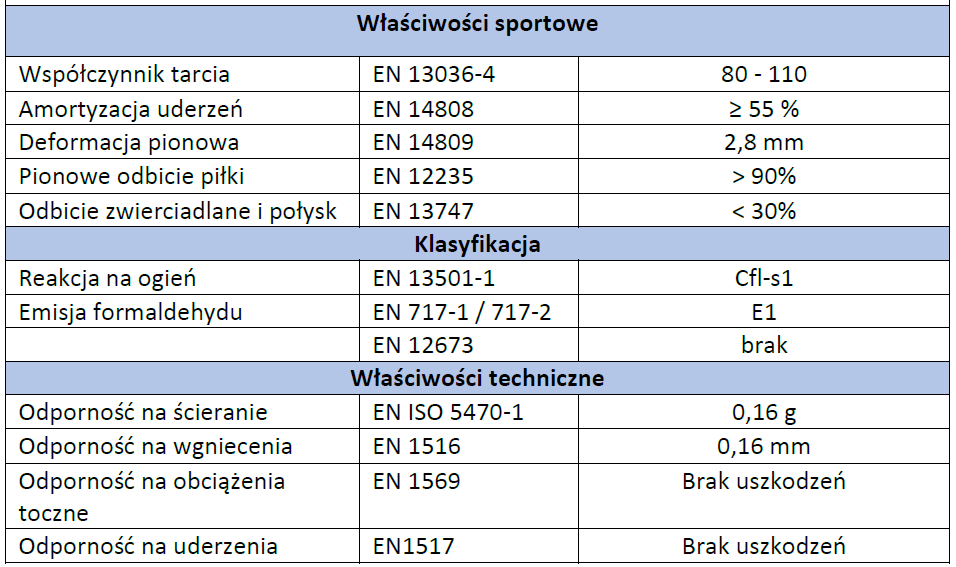 Właściwości sportowe
Współczynnik tarcia EN 13036-4 80 - 110
Amortyzacja uderzeń EN 14808 ≥ 55 %
Deformacja pionowa EN 14809 2,8 mm
Pionowe odbicie piłki EN 12235 > 90%
Odbicie zwierciadlane i połysk EN 13747 < 30%
Klasyfikacja
Reakcja na ogień EN 13501-1 Cfl-s1
Emisja formaldehydu EN 717-1 / 717-2 E1
EN 12673 brak
Właściwości techniczne
Odporność na ścieranie EN ISO 5470-1 0,16 g
Odporność na wgniecenia EN 1516 0,16 mm
Odporność na obciążenia EN 1569 Brak uszkodzeń
toczne
Odporność na uderzenia EN1517 Brak uszkodzeń